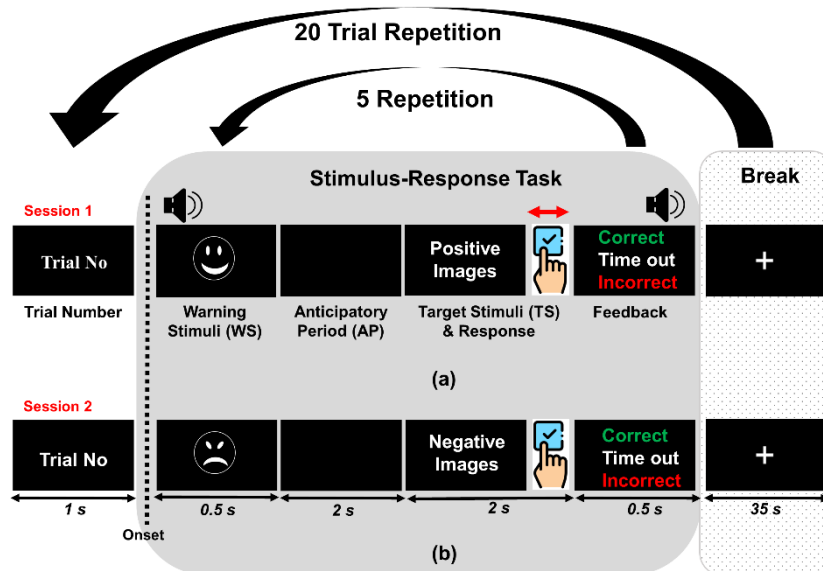 20 Trial Repetition
5 Repetition
Stimulus-Response Task
Break
Session 1
Trial No
Positive
Images
Correct
Time out
Incorrect
+
Trial Number
Warning
Stimuli (WS)
Anticipatory
Period (AP)
Target Stimuli (TS)
& Response
Feedback
(a)
Session 2
Trial No
Negative
Images
Correct
Time out
Incorrect
+
1 s
0.5 s
2 s
2 s
0.5 s
35 s
Onset
(b)